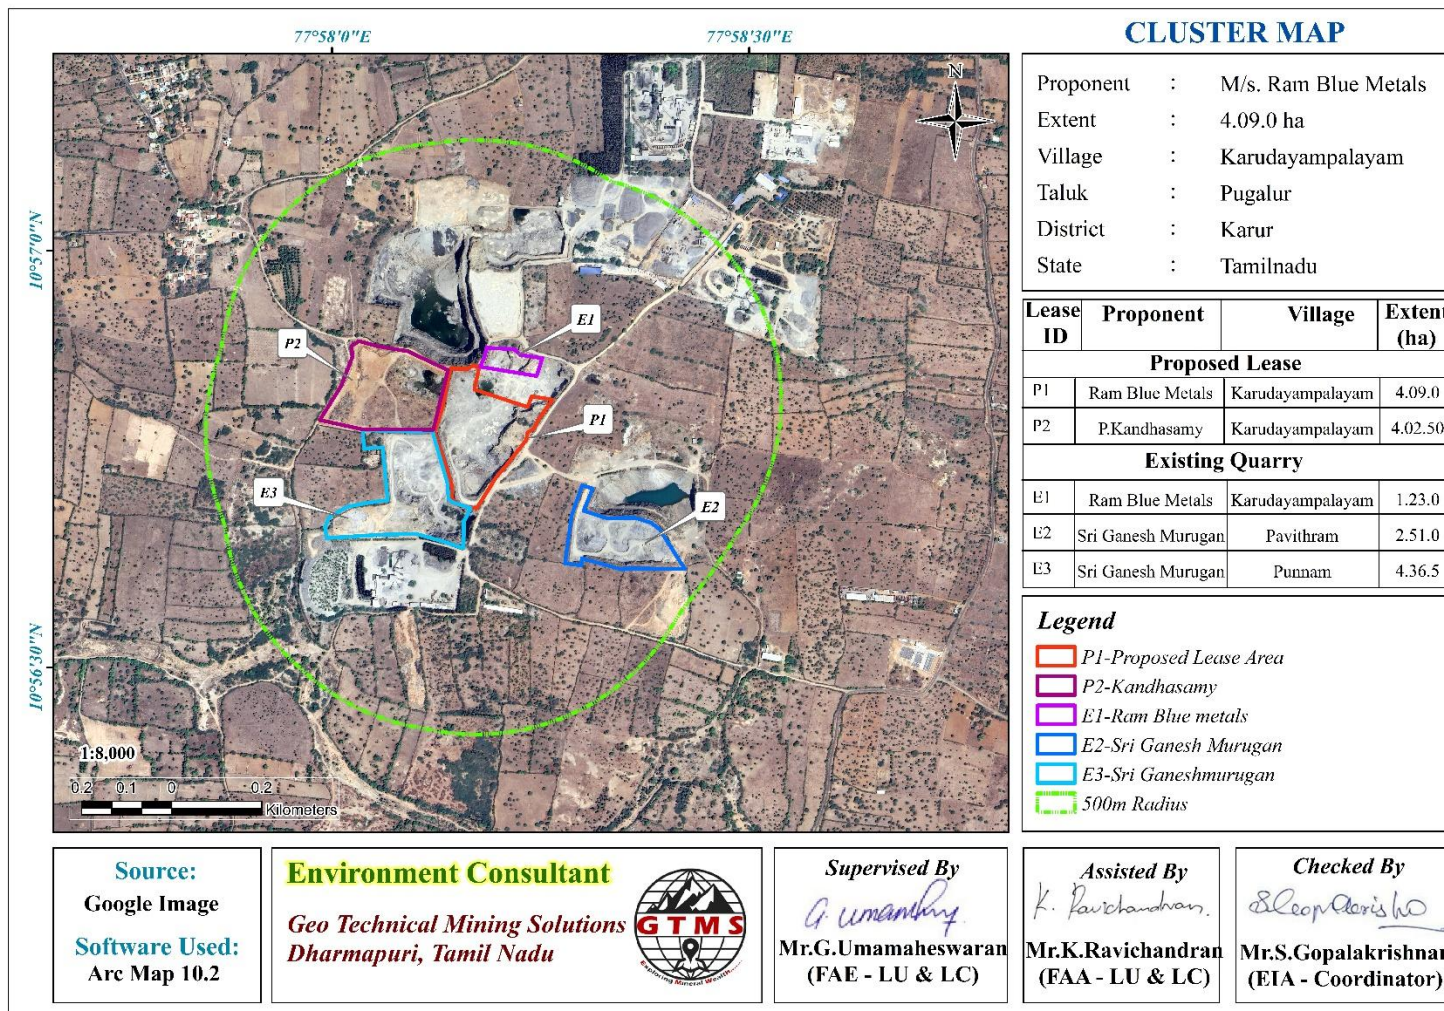 77°58'0"E
77°58'30"E
10°57'0"N
10°56'30"N
N
E1
P2
P1
E3
E2
1:8,000
0.2 0.1 0 0.2
Kilometers
CLUSTER MAP
Proponent : M/s. Ram Blue Metals
Extent : 4.09.0 ha
Village : Karudayampalayam
Taluk : Pugalur
District : Karur
State : Tamilnadu
Lease ID Proponent Village Extent (ha)
Proposed Lease
P1 Ram Blue Metals Karudayampalayam 4.09.0
P2 P.Kandhasamy Karudayampalayam 4.02.50
Existing Quarry
E1 Ram Blue Metals Karudayampalayam 1.23.0
E2 Sri Ganesh Murugan Pavithram 2.51.0
E3 Sri Ganesh Murugan Punnam 4.36.5
Legend
P1-Proposed Lease Area
P2-Kandhasamy
E1-Ram Blue metals
E2-Sri Ganesh Murugan
E3-Sri Ganeshmurugan
500m Radius
Source:
Google Image
Software Used:
Arc Map 10.2
Environment Consultant
Geo Technical Mining Solutions
Dharmapuri, Tamil Nadu
GTMS
Exploring Mineral Wealth......
Supervised By
Mr.G.Umamaheswaran
(FAE - LU & LC)
Assisted By
K. Ravichandran.
Mr.K.Ravichandran
(FAA - LU & LC)
Checked By
Mr.S.Gopalakrishnan
(EIA - Coordinator)